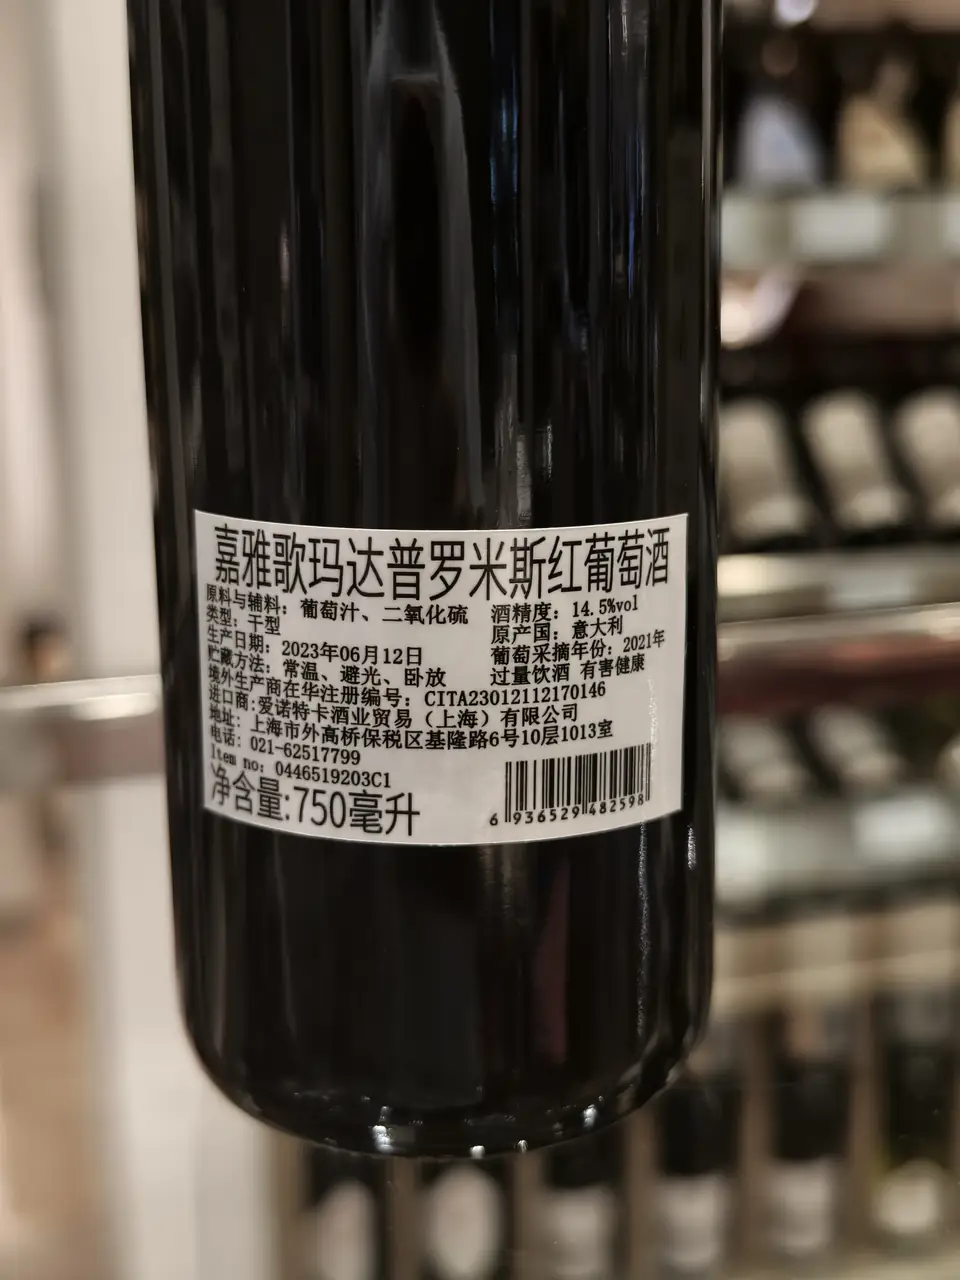 嘉雅歌玛达普罗米斯红葡萄酒
原料与辅料：葡萄汁、二氧化硫 酒精度：14.5%vol
类型：干型 原产国：意大利
生产日期：2023年06月12日 葡萄采摘年份：2021年
贮藏方法：常温、避光、卧放 过量饮酒 有害健康
境外生产商在华注册编号：CITA23012112170146
进口商：爱诺特卡酒业贸易（上海）有限公司
地址：上海市外高桥保税区基隆路6号10层1013室
电话：021-62517799
Item no：0446519203C1
净含量:750毫升
6 936529 482598